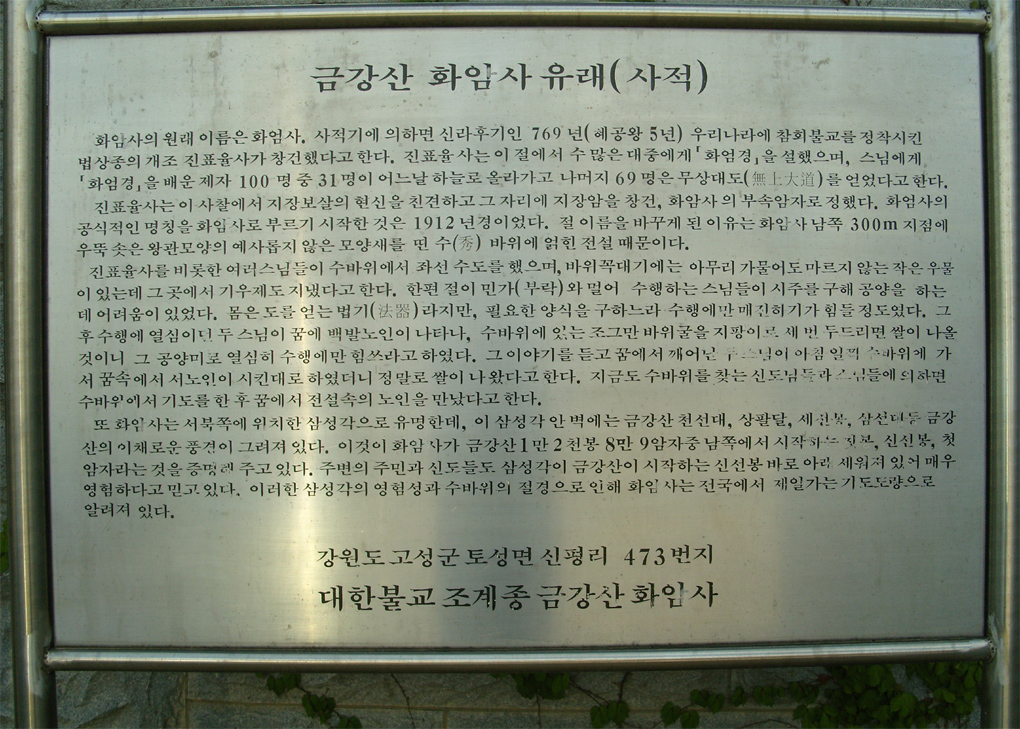 금강산 화암사 유래(사적)
화암사의 원래 이름은 화엄사. 사적기에 의하면 신라후기인 769년(혜공왕 5년) 우리나라에 참회불교를 정착시킨
법상종의 개조 진표율사가 창건했다고 한다. 진표율사는 이 절에서 수 많은 대중에게「화엄경」을 설했으며, 스님에게
「화엄경」을 배운 제자 100명 중 31명이 어느날 하늘로 올라가고 나머지 69명은 무상대도(無上大道)를 얻었다고 한다.
진표율사는 이 사찰에서 지장보살의 현신을 친견하고 그 자리에 지장암을 창건, 화암사의 부속암자로 정했다. 화엄사의
공식적인 명칭을 화암사로 부르기 시작한 것은 1912년경이었다. 절 이름을 바꾸게 된 이유는 화암사 남쪽 300m 지점에
우뚝 솟은 왕관모양의 예사롭지 않은 모양새를 띤 수(秀) 바위에 얽힌 전설 때문이다.
진표율사를 비롯한 여러스님들이 수바위에서 좌선 수도를 했으며, 바위꼭대기에는 아무리 가물어도 마르지 않는 작은 우물
이 있는데 그 곳에서 기우제도 지냈다고 한다. 한편 절이 민가(부락)와 멀어 수행하는 스님들이 시주를 구해 공양을 하는
데 어려움이 있었다. 몸은 도를 얻는 법기(法器)라지만, 필요한 양식을 구하느라 수행에만 매진하기가 힘들 정도였다. 그
후 수행에 열심이던 두 스님이 꿈에 백발노인이 나타나, 수바위에 있는 조그만 바위굴을 지팡이로 세 번 두드리면 쌀이 나올
것이니 그 공양미로 열심히 수행에만 힘쓰라고 하였다. 그 이야기를 듣고 꿈에서 깨어난 두 스님이 아침 일찍 수바위에 가
서 꿈속에서 서노인이 시킨대로 하였더니 정말로 쌀이 나왔다고 한다. 지금도 수바위를 찾는 신도님들과 스님들에 의하면
수바위에서 기도를 한 후 꿈에서 전설속의 노인을 만났다고 한다.
또 화암사는 서북쪽에 위치한 삼성각으로 유명한데, 이 삼성각 안 벽에는 금강산 천선대, 상팔담, 세존봉, 삼선대등 금강
산의 이채로운 풍경이 그려져 있다. 이것이 화암사가 금강산 1만 2천봉 8만 9암자중 남쪽에서 시작하는 첫봉, 신선봉, 첫
암자라는 것을 증명해 주고 있다. 주변의 주민과 신도들도 삼성각이 금강산이 시작하는 신선봉 바로 아래 세워져 있어 매우
영험하다고 믿고 있다. 이러한 삼성각의 영험성과 수바위의 절경으로 인해 화암사는 전국에서 제일가는 기도도량으로
알려져 있다.
강원도 고성군 토성면 신평리 473번지
대한불교 조계종 금강산 화암사